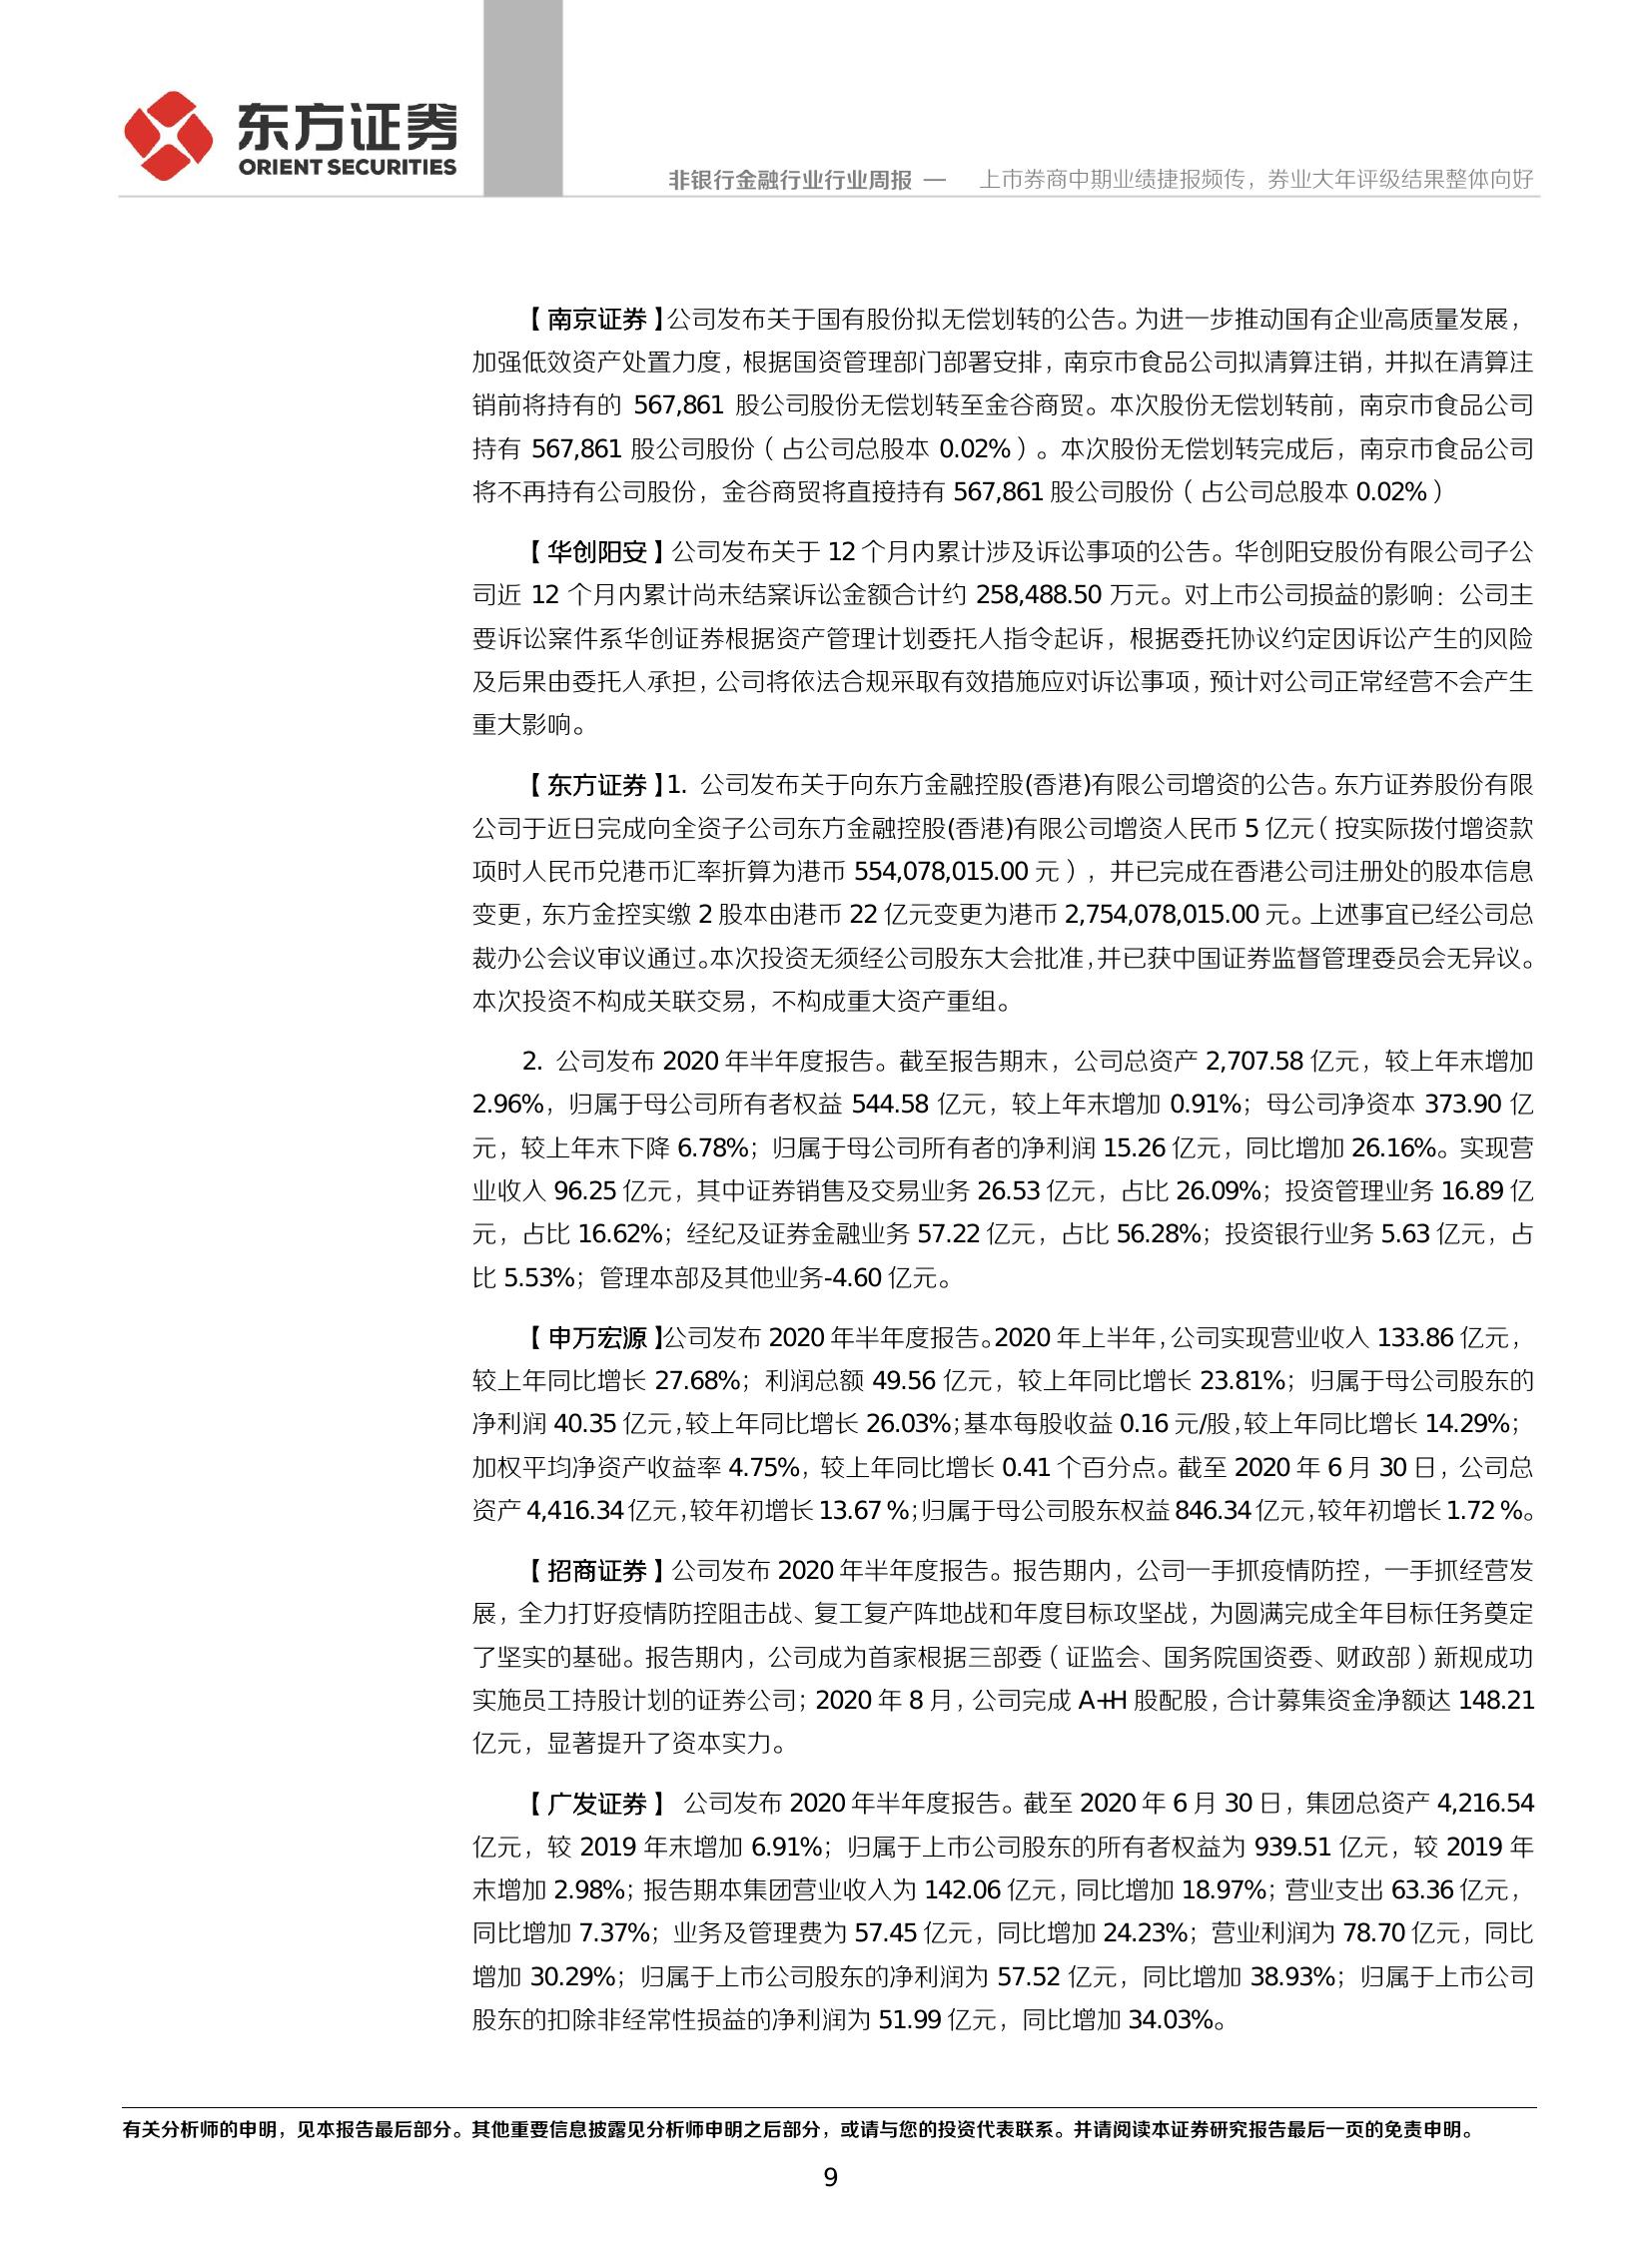 东方证券
ORIENT SECURITIES
非银行金融行业行业周报 — 上市券商中期业绩捷报频传，券业大年评级结果整体向好
【南京证券】公司发布关于国有股份拟无偿划转的公告。为进一步推动国有企业高质量发展，
加强低效资产处置力度，根据国资管理部门部署安排，南京市食品公司拟清算注销，并拟在清算注
销前将持有的 567,861 股公司股份无偿划转至金谷商贸。本次股份无偿划转前，南京市食品公司
持有 567,861 股公司股份（占公司总股本 0.02%）。本次股份无偿划转完成后，南京市食品公司
将不再持有公司股份，金谷商贸将直接持有 567,861 股公司股份（占公司总股本 0.02%）
【华创阳安】公司发布关于 12 个月内累计涉及诉讼事项的公告。华创阳安股份有限公司子公
司近 12 个月内累计尚未结案诉讼金额合计约 258,488.50 万元。对上市公司损益的影响：公司主
要诉讼案件系华创证券根据资产管理计划委托人指令起诉，根据委托协议约定因诉讼产生的风险
及后果由委托人承担，公司将依法合规采取有效措施应对诉讼事项，预计对公司正常经营不会产生
重大影响。
【东方证券】1. 公司发布关于向东方金融控股(香港)有限公司增资的公告。东方证券股份有限
公司于近日完成向全资子公司东方金融控股(香港)有限公司增资人民币 5 亿元（按实际拨付增资款
项时人民币兑港币汇率折算为港币 554,078,015.00 元），并已完成在香港公司注册处的股本信息
变更，东方金控实缴 2 股本由港币 22 亿元变更为港币 2,754,078,015.00 元。上述事宜已经公司总
裁办公会议审议通过。本次投资无须经公司股东大会批准，并已获中国证券监督管理委员会无异议。
本次投资不构成关联交易，不构成重大资产重组。
2. 公司发布 2020 年半年度报告。截至报告期末，公司总资产 2,707.58 亿元，较上年末增加
2.96%，归属于母公司所有者权益 544.58 亿元，较上年末增加 0.91%；母公司净资本 373.90 亿
元，较上年末下降 6.78%；归属于母公司所有者的净利润 15.26 亿元，同比增加 26.16%。实现营
业收入 96.25 亿元，其中证券销售及交易业务 26.53 亿元，占比 26.09%；投资管理业务 16.89 亿
元，占比 16.62%；经纪及证券金融业务 57.22 亿元，占比 56.28%；投资银行业务 5.63 亿元，占
比 5.53%；管理本部及其他业务-4.60 亿元。
【申万宏源】公司发布 2020 年半年度报告。2020 年上半年，公司实现营业收入 133.86 亿元，
较上年同比增长 27.68%；利润总额 49.56 亿元，较上年同比增长 23.81%；归属于母公司股东的
净利润 40.35 亿元，较上年同比增长 26.03%；基本每股收益 0.16 元/股，较上年同比增长 14.29%；
加权平均净资产收益率 4.75%，较上年同比增长 0.41 个百分点。截至 2020 年 6 月 30 日，公司总
资产 4,416.34 亿元，较年初增长 13.67 %；归属于母公司股东权益 846.34 亿元，较年初增长 1.72 %。
【招商证券】公司发布 2020 年半年度报告。报告期内，公司一手抓疫情防控，一手抓经营发
展，全力打好疫情防控阻击战、复工复产阵地战和年度目标攻坚战，为圆满完成全年目标任务奠定
了坚实的基础。报告期内，公司成为首家根据三部委（证监会、国务院国资委、财政部）新规成功
实施员工持股计划的证券公司；2020 年 8 月，公司完成 A+H 股配股，合计募集资金净额达 148.21
亿元，显著提升了资本实力。
【广发证券】 公司发布 2020 年半年度报告。截至 2020 年 6 月 30 日，集团总资产 4,216.54
亿元，较 2019 年末增加 6.91%；归属于上市公司股东的所有者权益为 939.51 亿元，较 2019 年
末增加 2.98%；报告期本集团营业收入为 142.06 亿元，同比增加 18.97%；营业支出 63.36 亿元，
同比增加 7.37%；业务及管理费为 57.45 亿元，同比增加 24.23%；营业利润为 78.70 亿元，同比
增加 30.29%；归属于上市公司股东的净利润为 57.52 亿元，同比增加 38.93%；归属于上市公司
股东的扣除非经常性损益的净利润为 51.99 亿元，同比增加 34.03%。
有关分析师的申明，见本报告最后部分。其他重要信息披露见分析师申明之后部分，或请与您的投资代表联系。并请阅读本证券研究报告最后一页的免责申明。
9